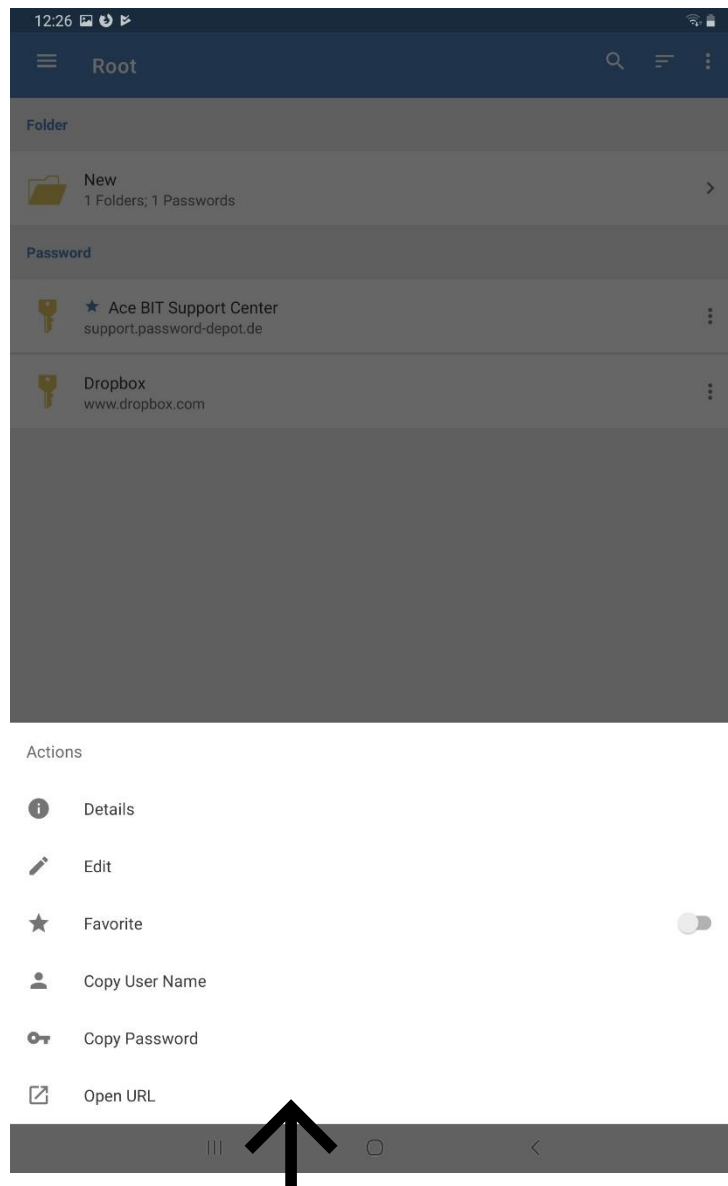 12:26
Root
Folder
New
1 Folders; 1 Passwords
Password
Ace BIT Support Center
support.password-depot.de
Dropbox
www.dropbox.com
Actions
Details
Edit
Favorite
Copy User Name
Copy Password
Open URL